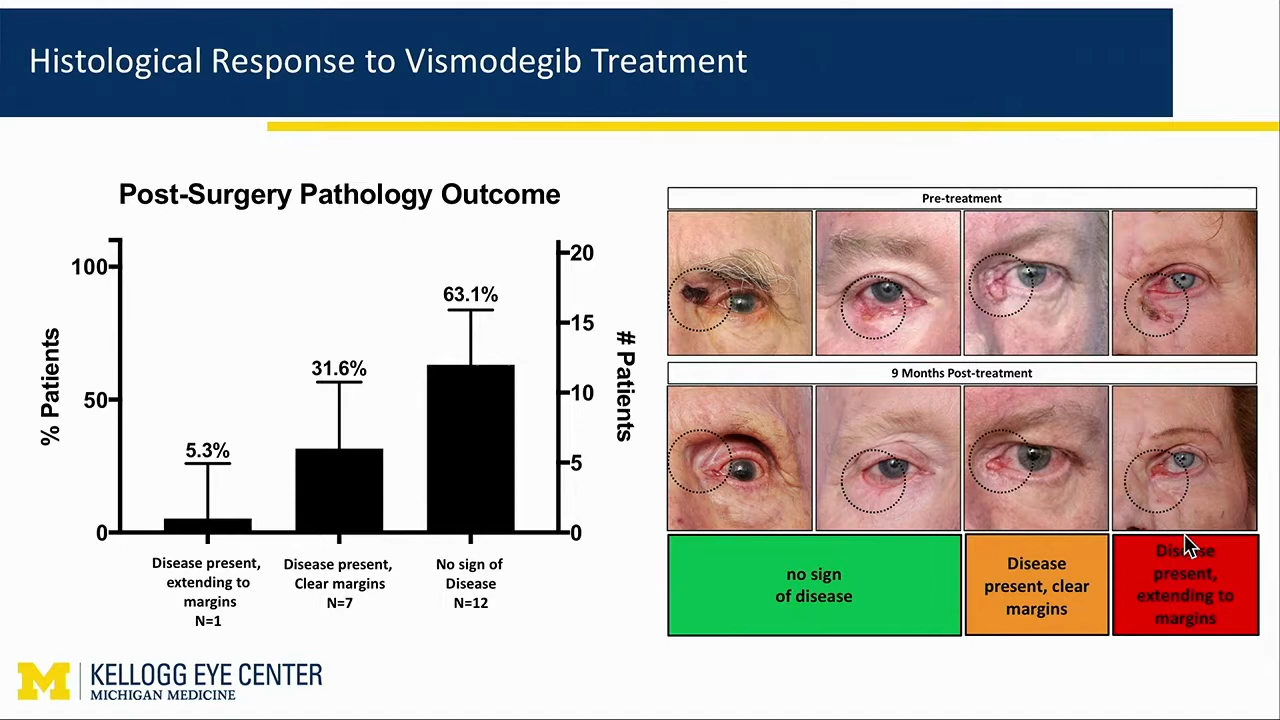 Histological Response to Vismodegib Treatment
Post-Surgery Pathology Outcome
% Patients
100
50
0
5.3%
31.6%
63.1%
20
15
10
5
0
# Patients
Disease present,
extending to
margins
N=1
Disease present,
Clear margins
N=7
No sign of
Disease
N=12
Pre-treatment
9 Months Post-treatment
no sign
of disease
Disease
present, clear
margins
Disease
present,
extending to
margins
M
KELLOGG EYE CENTER
MICHIGAN MEDICINE